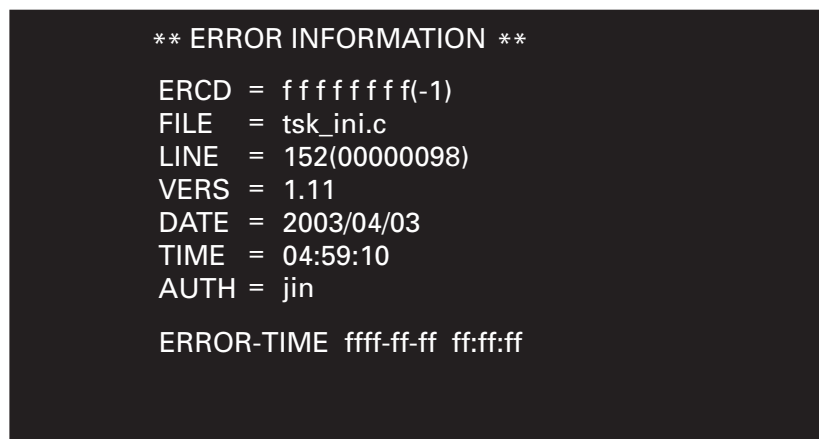 ** ERROR INFORMATION **
ERCD = f f f f f f f f(-1)
FILE = tsk_ini.c
LINE = 152(00000098)
VERS = 1.11
DATE = 2003/04/03
TIME = 04:59:10
AUTH = jin
ERROR-TIME ffff-ff-ff ff:ff:ff